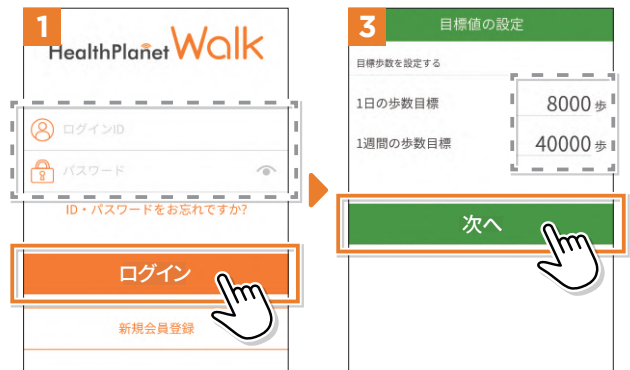 1
HealthPlanet Walk
ログインID
パスワード
ID・パスワードをお忘れですか?
ログイン
新規会員登録
3
目標値の設定
目標歩数を設定する
1日の歩数目標
8000 歩
1週間の歩数目標
40000 歩
次へ